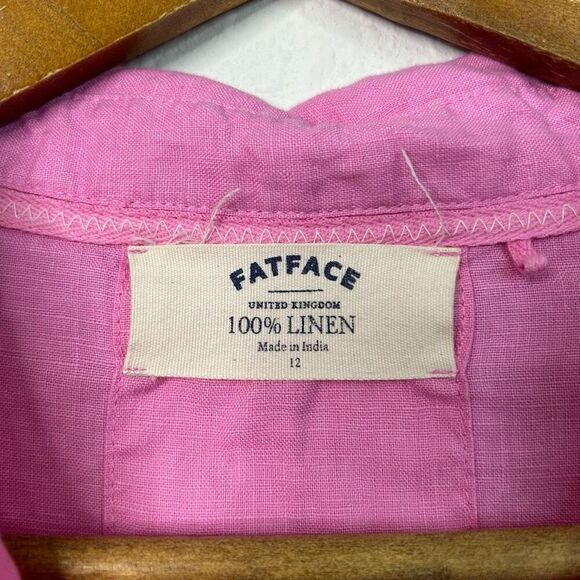 FATFACE
UNITED KINGDOM
100% LINEN
Made in India
12